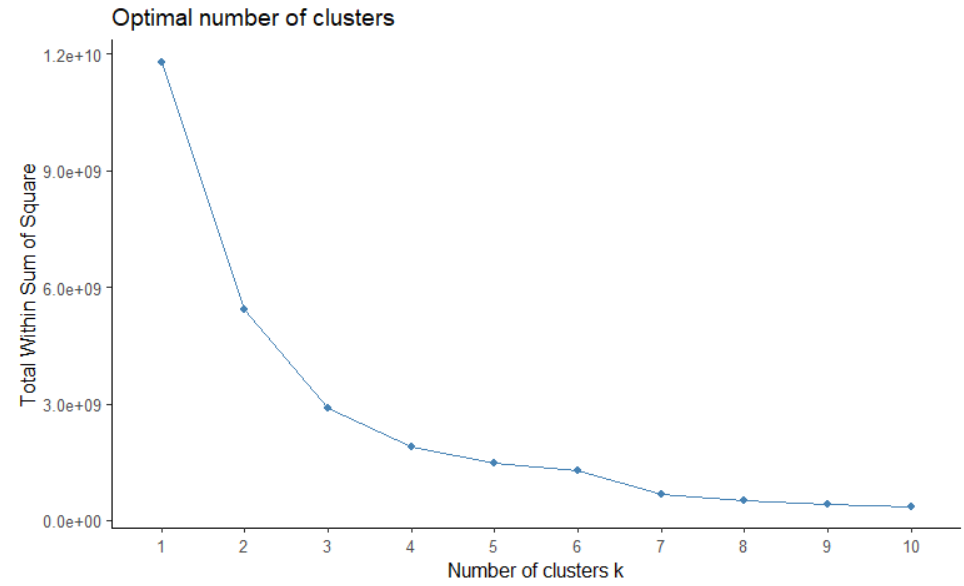 Optimal number of clusters
Total Within Sum of Square
1.2e+10
9.0e+09
6.0e+09
3.0e+09
0.0e+00
1 2 3 4 5 6 7 8 9 10
Number of clusters k